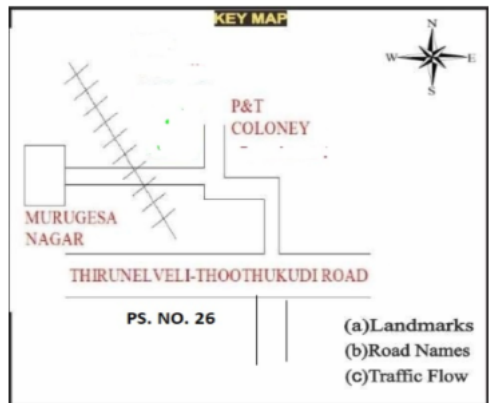 KEY MAP
N
W
E
S
P&T
COLONEY
MURUGESA
NAGAR
THIRUNELVELI-THOOTHUKUDI ROAD
PS. NO. 26
(a)Landmarks
(b)Road Names
(c)Traffic Flow